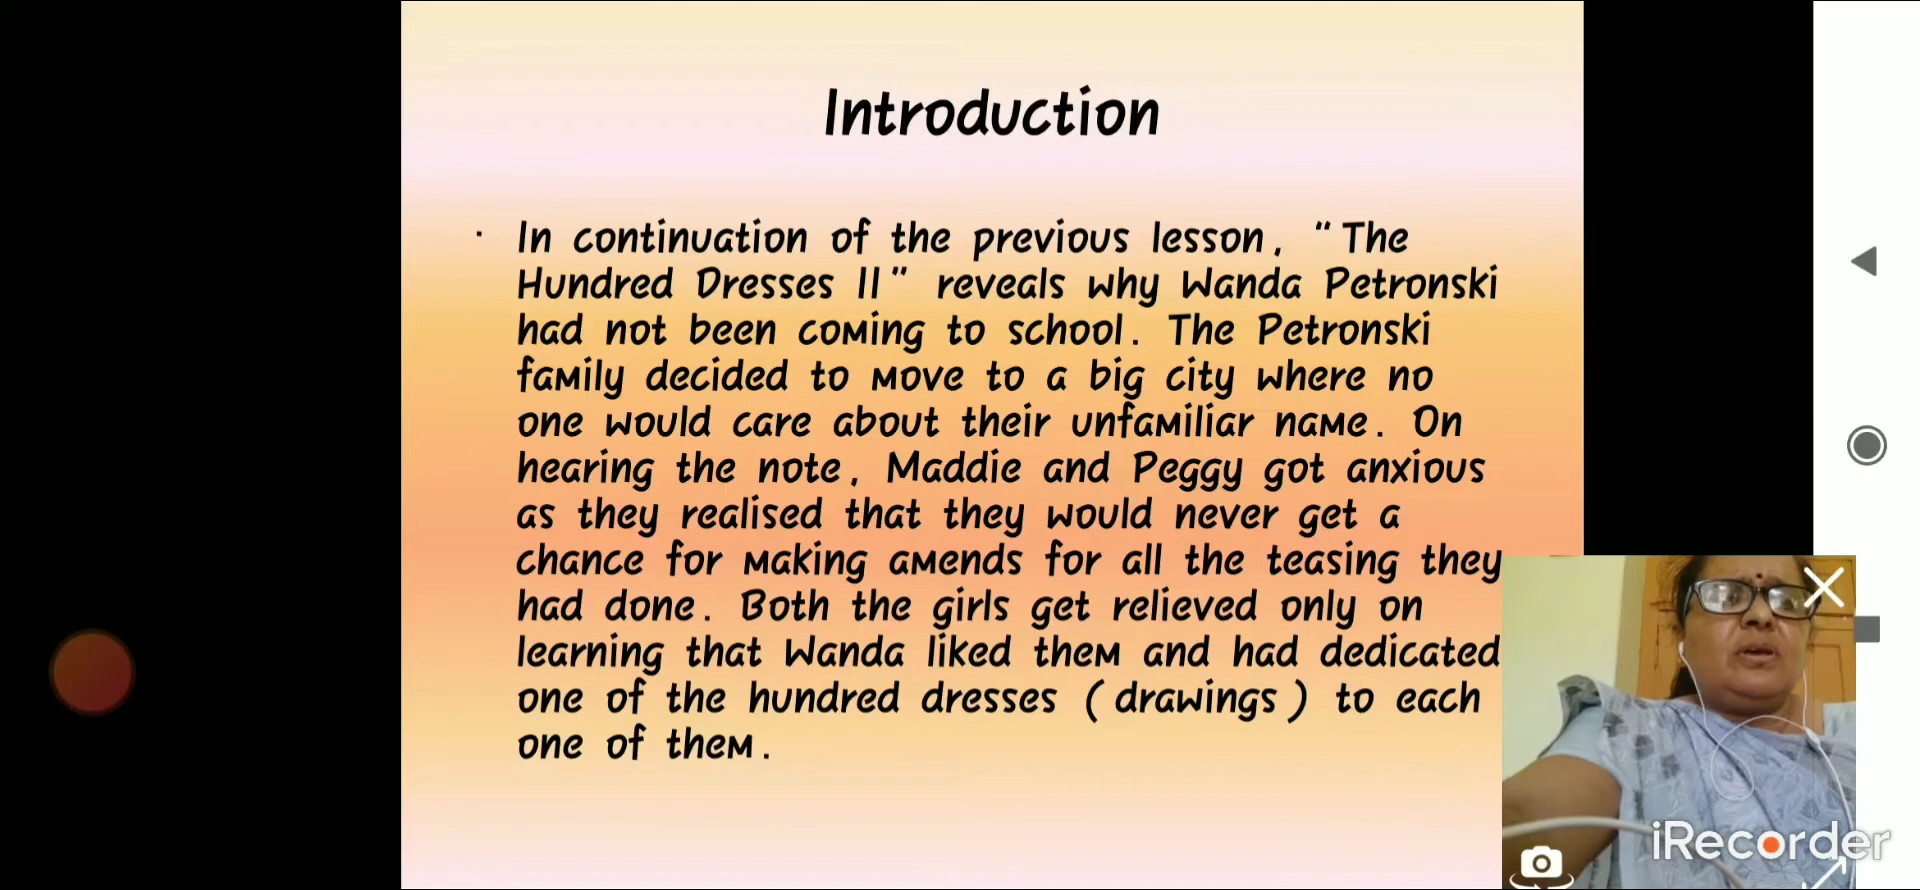 Introduction
· In continuation of the previous lesson, "The
Hundred Dresses II" reveals why Wanda Petronski
had not been coming to school. The Petronski
family decided to move to a big city where no
one would care about their unfamiliar name. On
hearing the note, Maddie and Peggy got anxious
as they realised that they would never get a
chance for making amends for all the teasing they
had done. Both the girls get relieved only on
learning that Wanda liked them and had dedicated
one of the hundred dresses (drawings) to each
one of them.
iRecorder